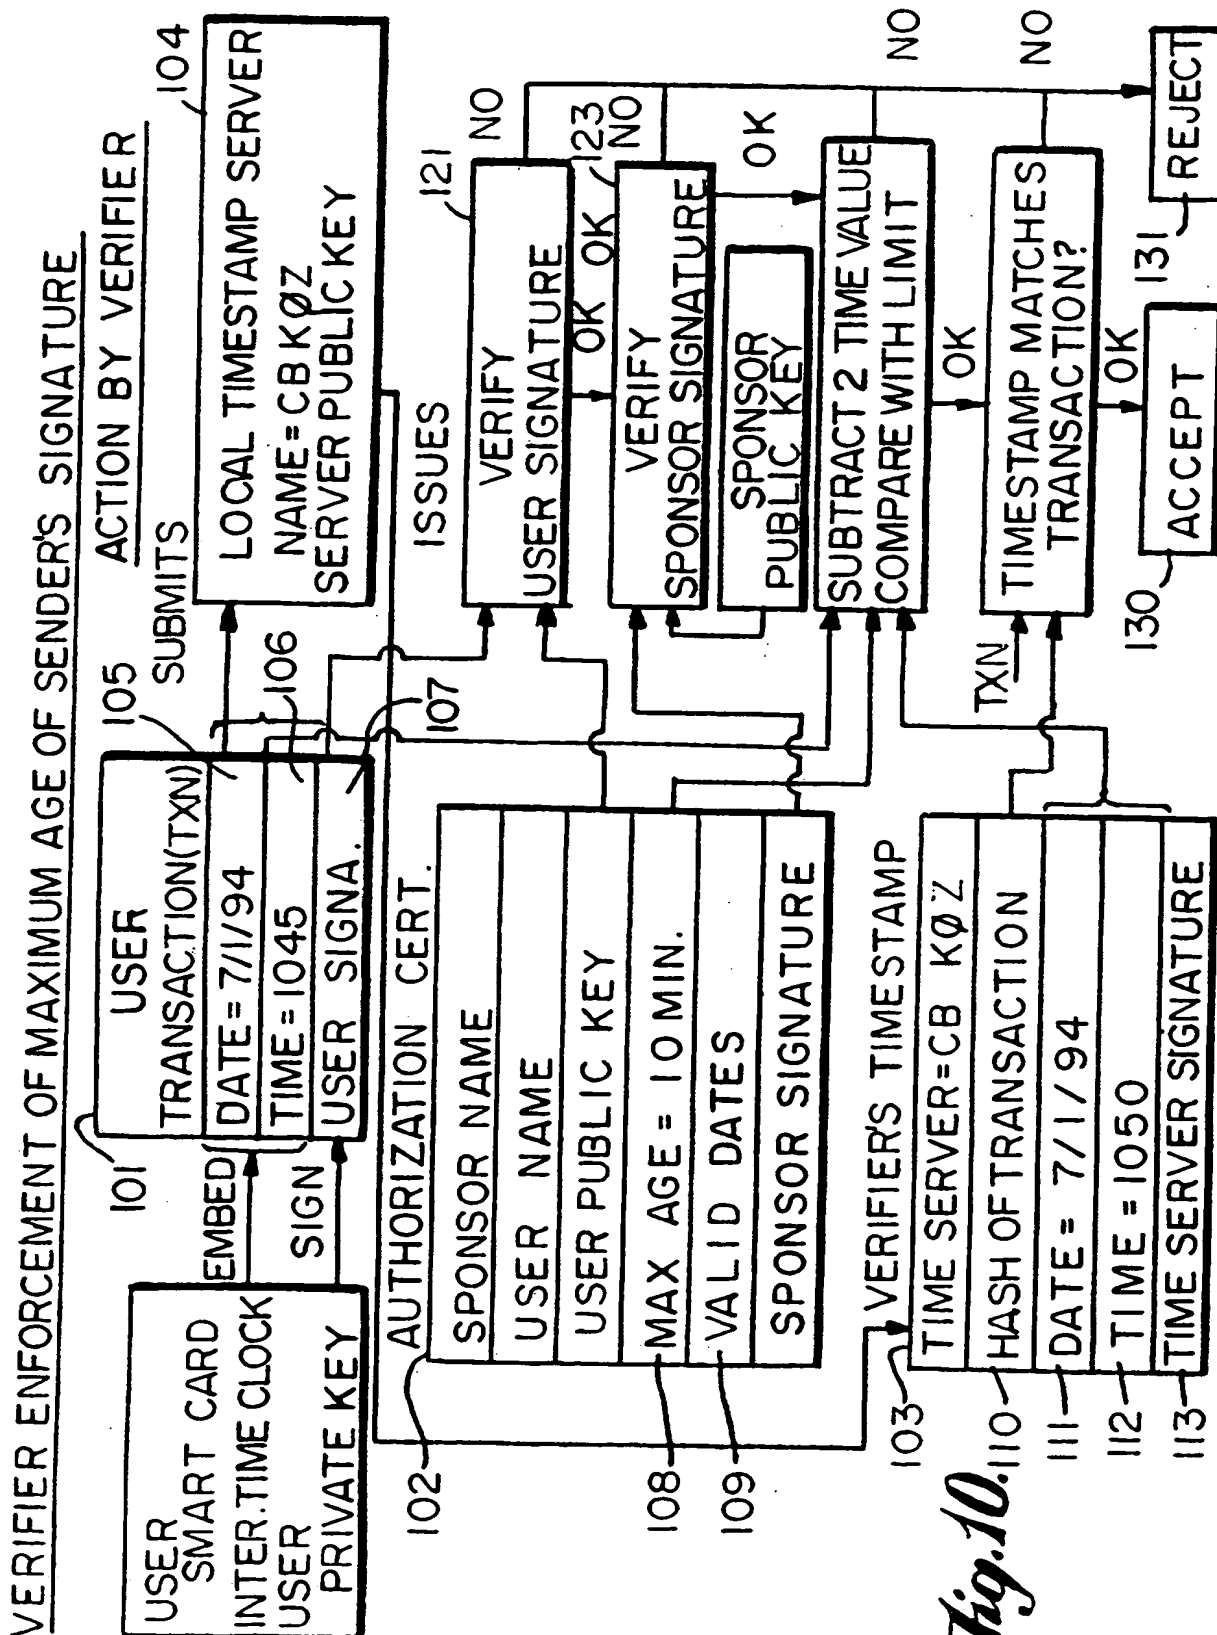 VERIFIER ENFORCEMENT OF MAXIMUM AGE OF SENDER'S SIGNATURE
ACTION BY VERIFIER
USER
SMART CARD
INTER.TIME CLOCK
USER
PRIVATE KEY
EMBED
SIGN
101
USER
TRANSACTION(TXN)
DATE = 7/1/94
TIME = 1045
USER SIGNA.
105
106
107
SUBMITS
104
LOCAL TIMESTAMP SERVER
NAME = CB KØZ
SERVER PUBLIC KEY
ISSUES
102
AUTHORIZATION CERT.
SPONSOR NAME
USER NAME
USER PUBLIC KEY
MAX AGE = 10 MIN.
VALID DATES
SPONSOR SIGNATURE
108
109
121
VERIFY
USER SIGNATURE
NO
OK
OK
123
NO
VERIFY
SPONSOR SIGNATURE
OK
SPONSOR
PUBLIC KEY
SUBTRACT 2 TIME VALUE
COMPARE WITH LIMIT
NO
OK
103
VERIFIER'S TIMESTAMP
TIME SERVER = CB KØZ
HASH OF TRANSACTION
DATE = 7/1/94
TIME = 1050
TIME SERVER SIGNATURE
110
111
112
113
TXN
TIMESTAMP MATCHES
TRANSACTION?
NO
OK
130
ACCEPT
131
REJECT
Fig.10.